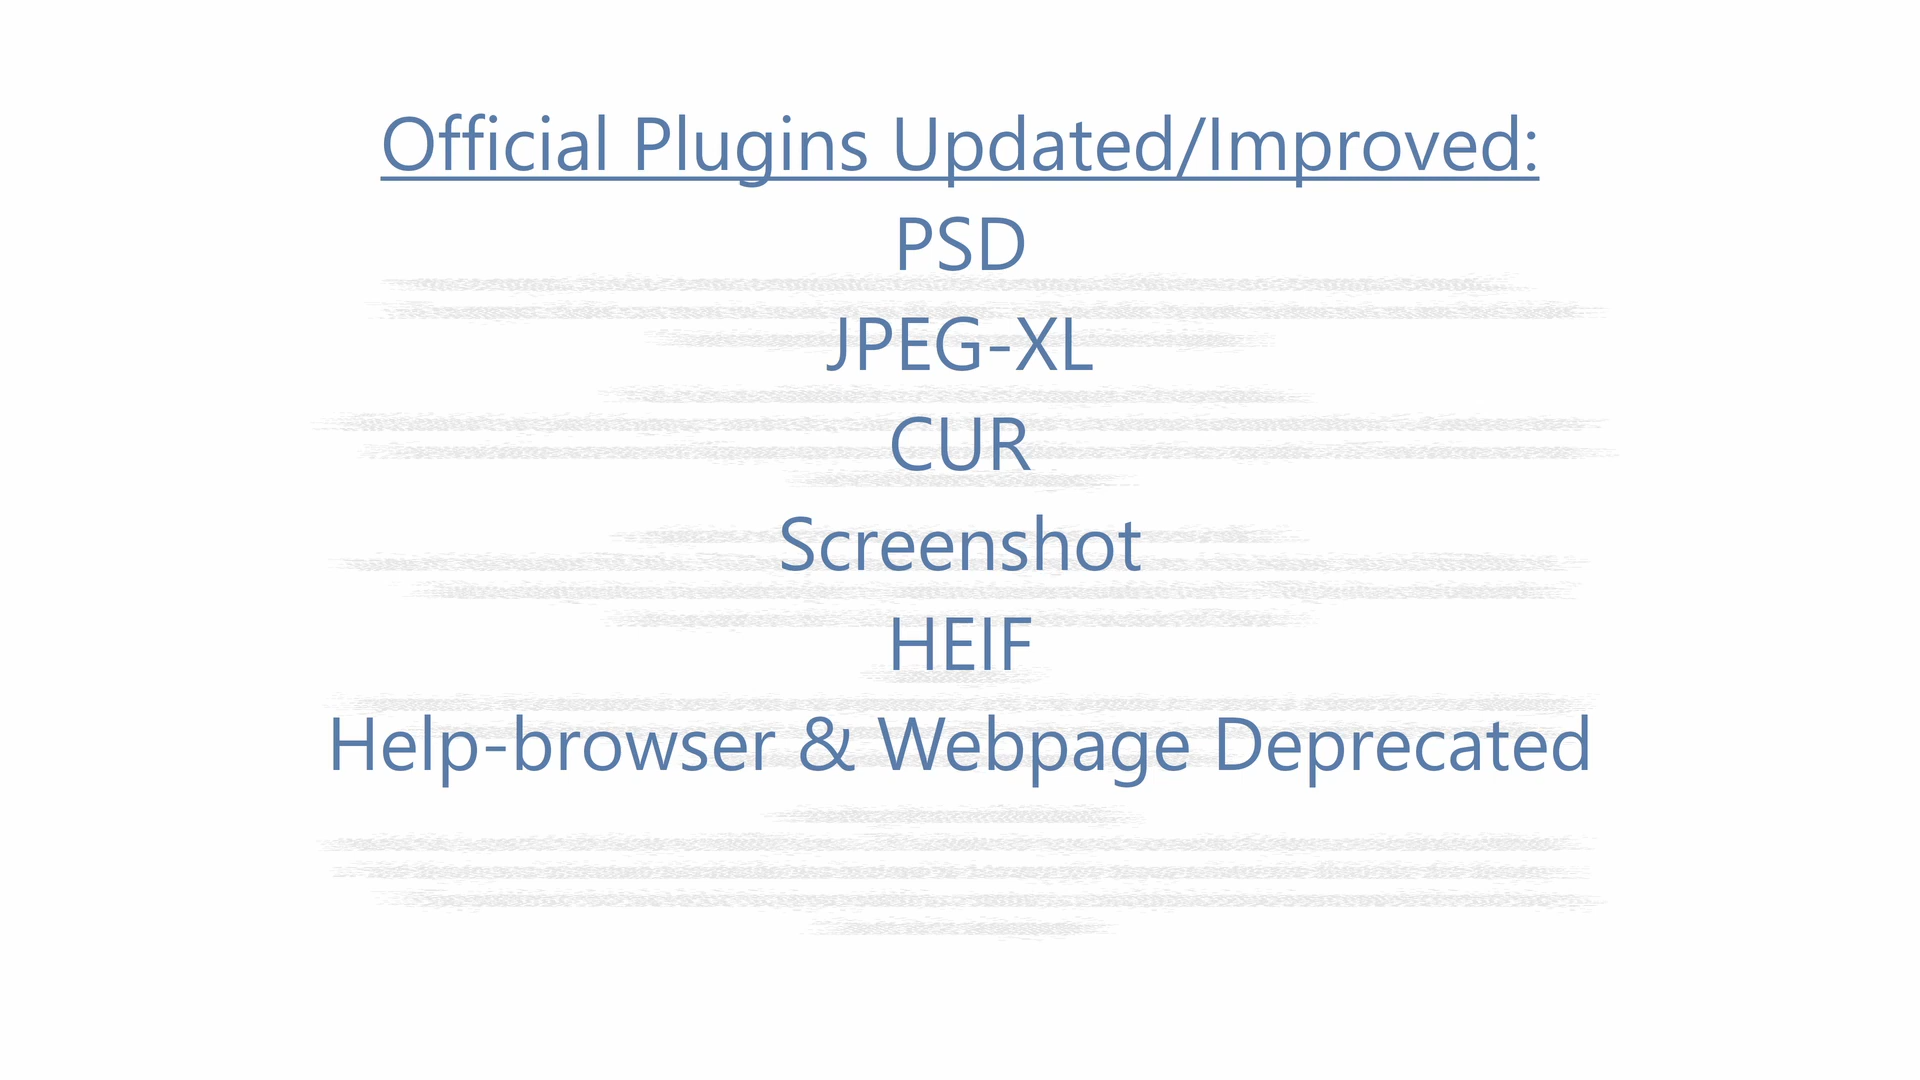 Official Plugins Updated/Improved:
PSD
JPEG-XL
CUR
Screenshot
HEIF
Help-browser & Webpage Deprecated